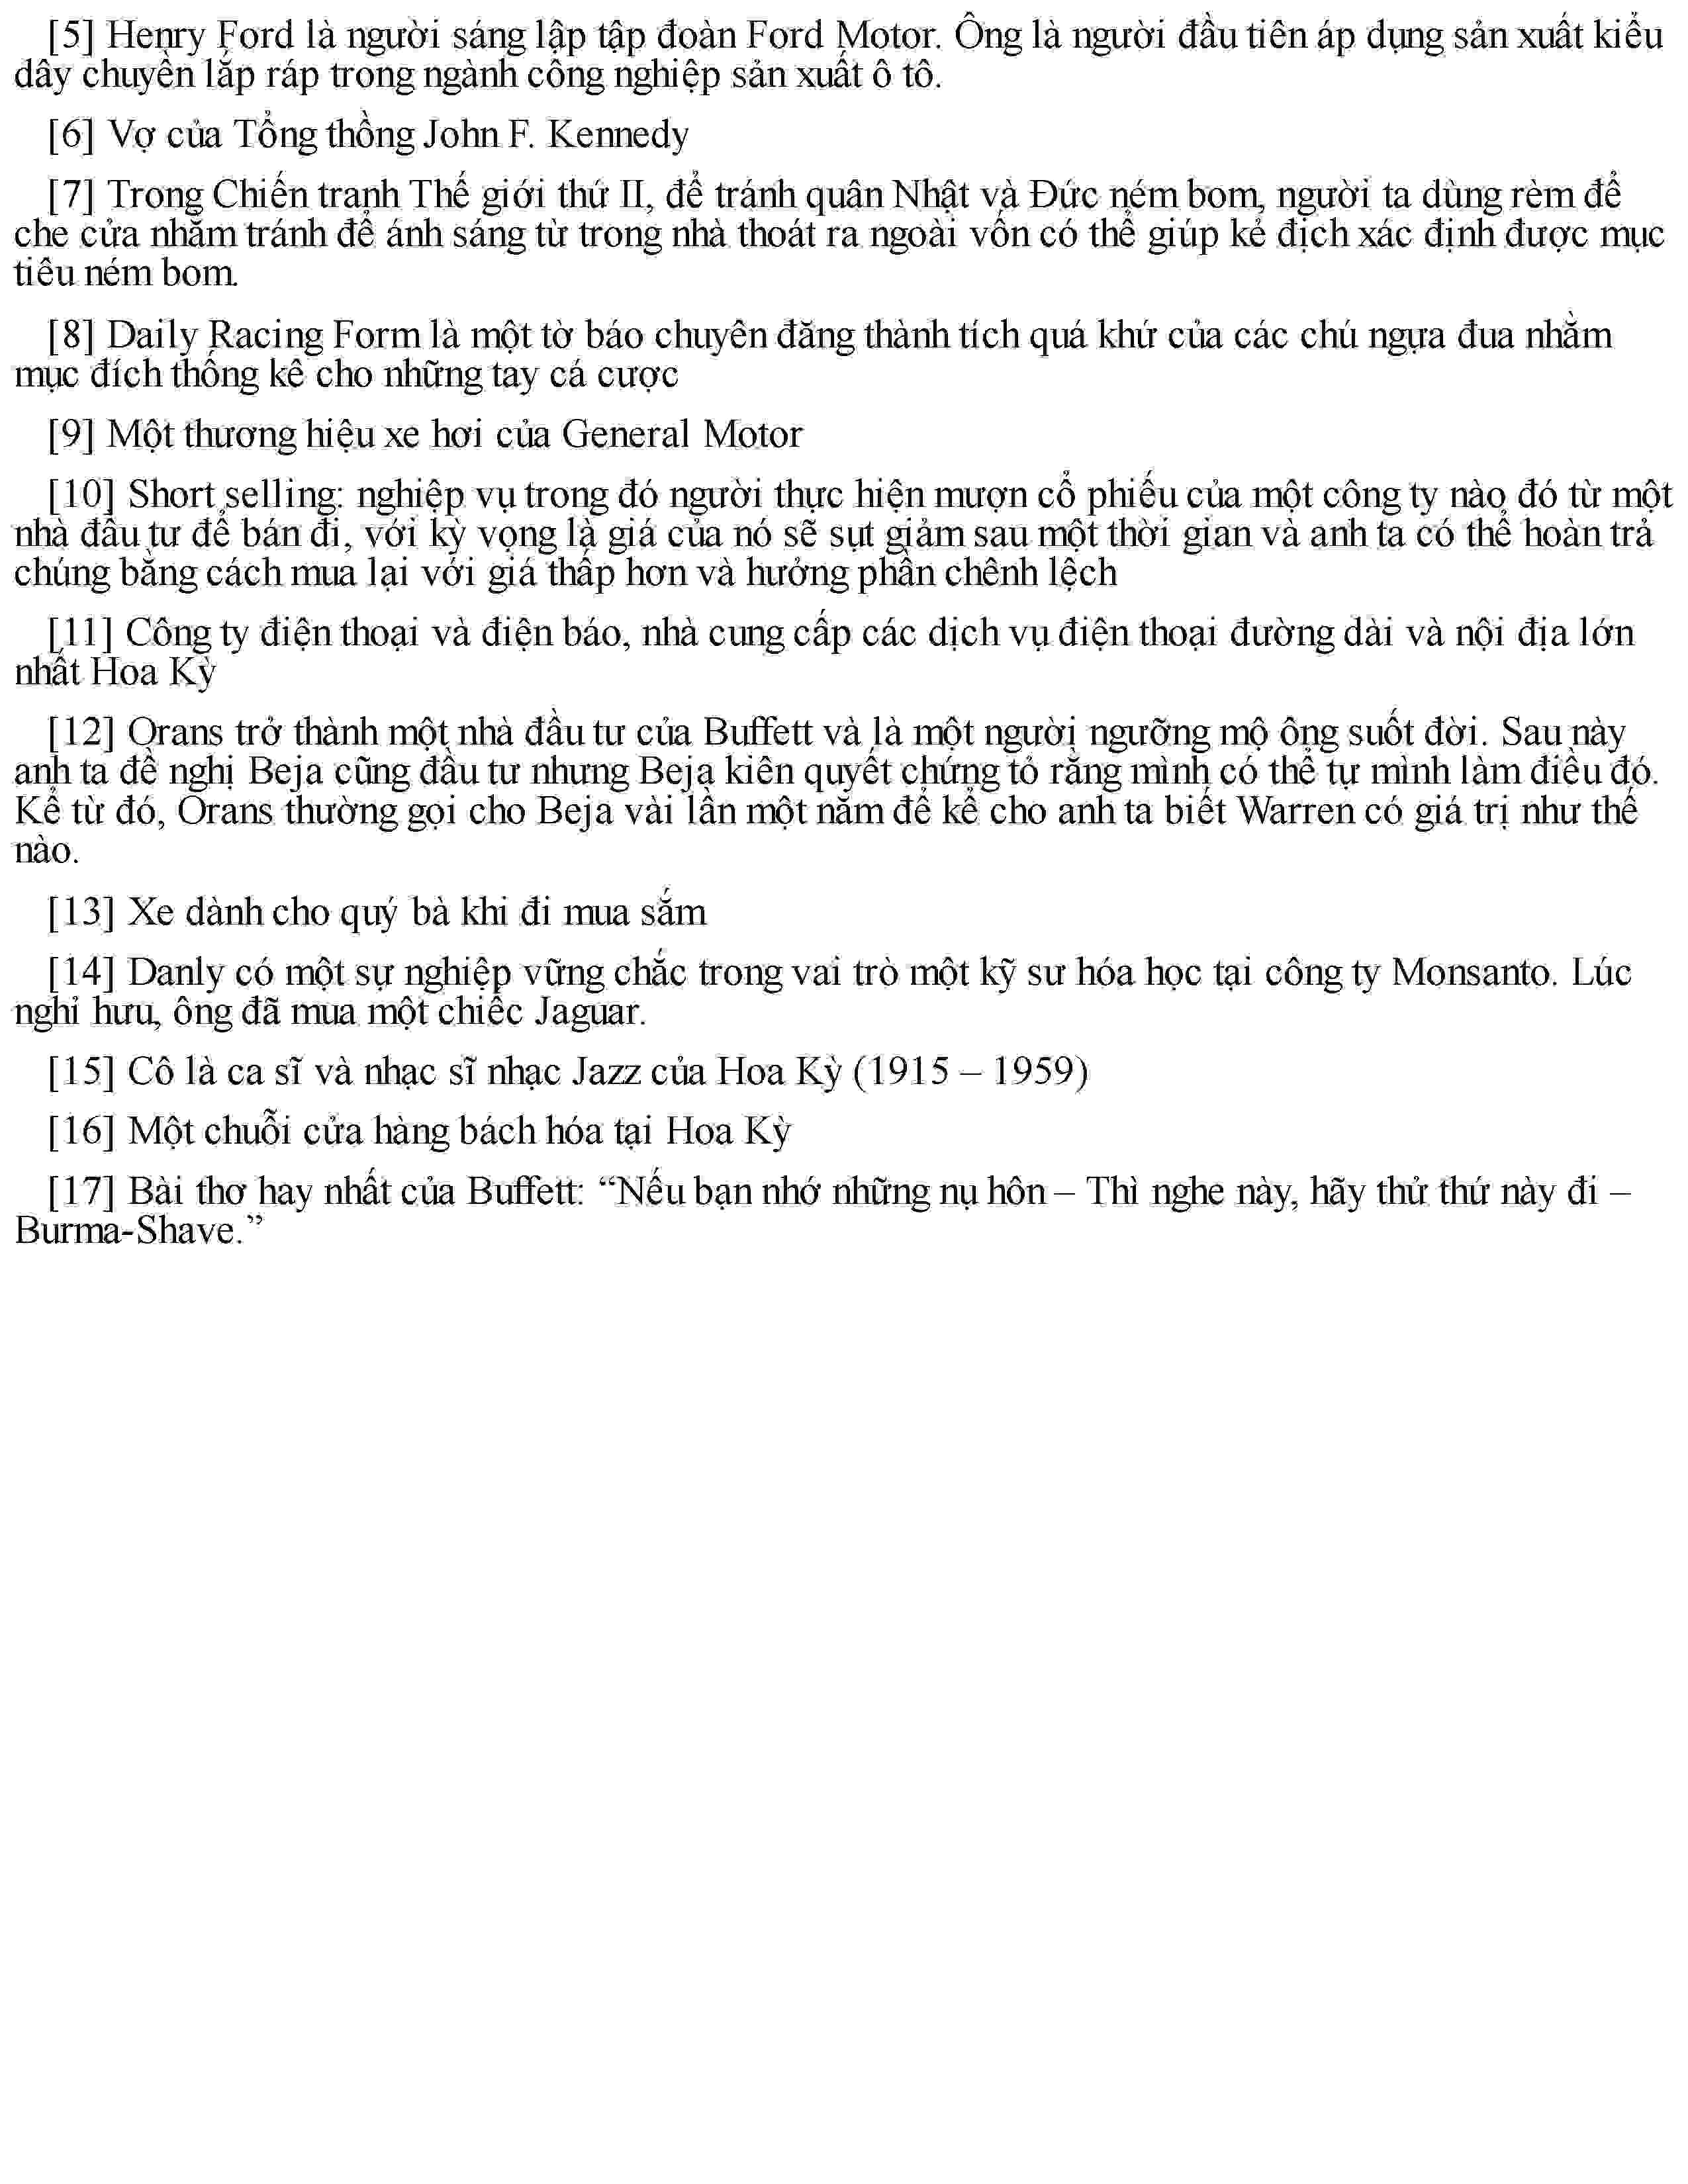 [5] Henry Ford là người sáng lập tập đoàn Ford Motor. Ông là người đầu tiên áp dụng sản xuất kiểu
dây chuyền lắp ráp trong ngành công nghiệp sản xuất ô tô.
[6] Vợ của Tổng thồng John F. Kennedy
[7] Trong Chiến tranh Thế giới thứ II, để tránh quân Nhật và Đức ném bom, người ta dùng rèm để
che cửa nhằm tránh để ánh sáng từ trong nhà thoát ra ngoài vốn có thể giúp kẻ địch xác định được mục
tiêu ném bom.
[8] Daily Racing Form là một tờ báo chuyên đăng thành tích quá khứ của các chú ngựa đua nhằm
mục đích thống kê cho những tay cá cược
[9] Một thương hiệu xe hơi của General Motor
[10] Short selling: nghiệp vụ trong đó người thực hiện mượn cổ phiếu của một công ty nào đó từ một
nhà đầu tư để bán đi, với kỳ vọng là giá của nó sẽ sụt giảm sau một thời gian và anh ta có thể hoàn trả
chúng bằng cách mua lại với giá thấp hơn và hưởng phần chênh lệch
[11] Công ty điện thoại và điện báo, nhà cung cấp các dịch vụ điện thoại đường dài và nội địa lớn
nhất Hoa Kỳ
[12] Orans trở thành một nhà đầu tư của Buffett và là một người ngưỡng mộ ông suốt đời. Sau này
anh ta đề nghị Beja cũng đầu tư nhưng Beja kiên quyết chứng tỏ rằng mình có thể tự mình làm điều đó.
Kể từ đó, Orans thường gọi cho Beja vài lần một năm để kể cho anh ta biết Warren có giá trị như thế
nào.
[13] Xe dành cho quý bà khi đi mua sắm
[14] Danly có một sự nghiệp vững chắc trong vai trò một kỹ sư hóa học tại công ty Monsanto. Lúc
nghỉ hưu, ông đã mua một chiếc Jaguar.
[15] Cô là ca sĩ và nhạc sĩ nhạc Jazz của Hoa Kỳ (1915 – 1959)
[16] Một chuỗi cửa hàng bách hóa tại Hoa Kỳ
[17] Bài thơ hay nhất của Buffett: “Nếu bạn nhớ những nụ hôn – Thì nghe này, hãy thử thứ này đi –
Burma-Shave.”